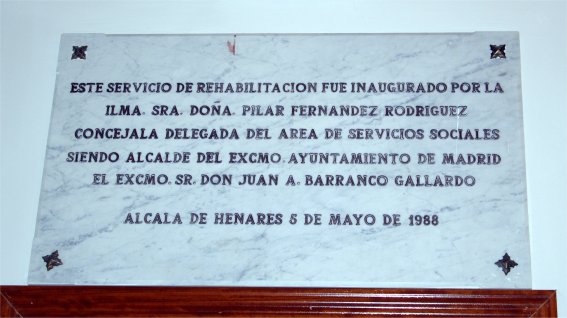 ESTE SERVICIO DE REHABILITACION FUE INAUGURADO POR LA
ILMA. SRA. DOÑA. PILAR FERNANDEZ RODRIGUEZ
CONCEJALA DELEGADA DEL AREA DE SERVICIOS SOCIALES
SIENDO ALCALDE DEL EXCMO. AYUNTAMIENTO DE MADRID
EL EXCMO. SR. DON JUAN A. BARRANCO GALLARDO
ALCALA DE HENARES 5 DE MAYO DE 1988